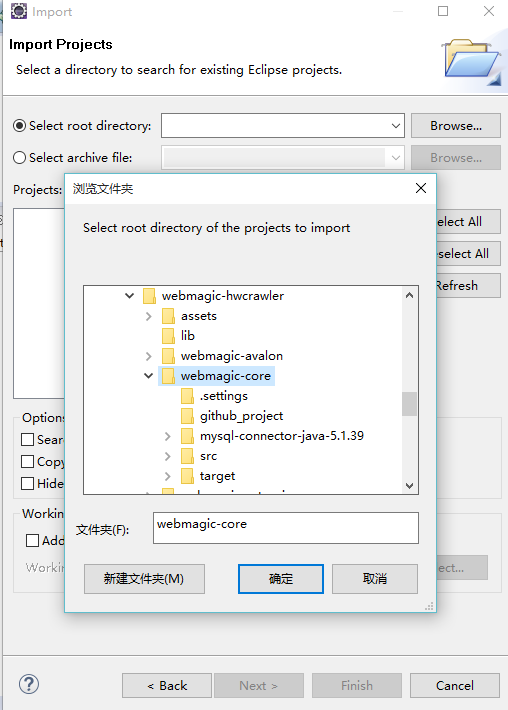 Import
Import Projects
Select a directory to search for existing Eclipse projects.
Select root directory:
Browse...
Select archive file:
Browse...
Projects:
浏览文件夹
Select root directory of the projects to import
elect All
eselect All
Refresh
webmagic-hwcrawler
assets
lib
webmagic-avalon
webmagic-core
.settings
github_project
mysql-connector-java-5.1.39
src
target
Options
Sear
Copy
Hide
Workin
Add
Workin
ect...
文件夹(F):
webmagic-core
新建文件夹(M)
确定
取消
?
< Back
Next >
Finish
Cancel